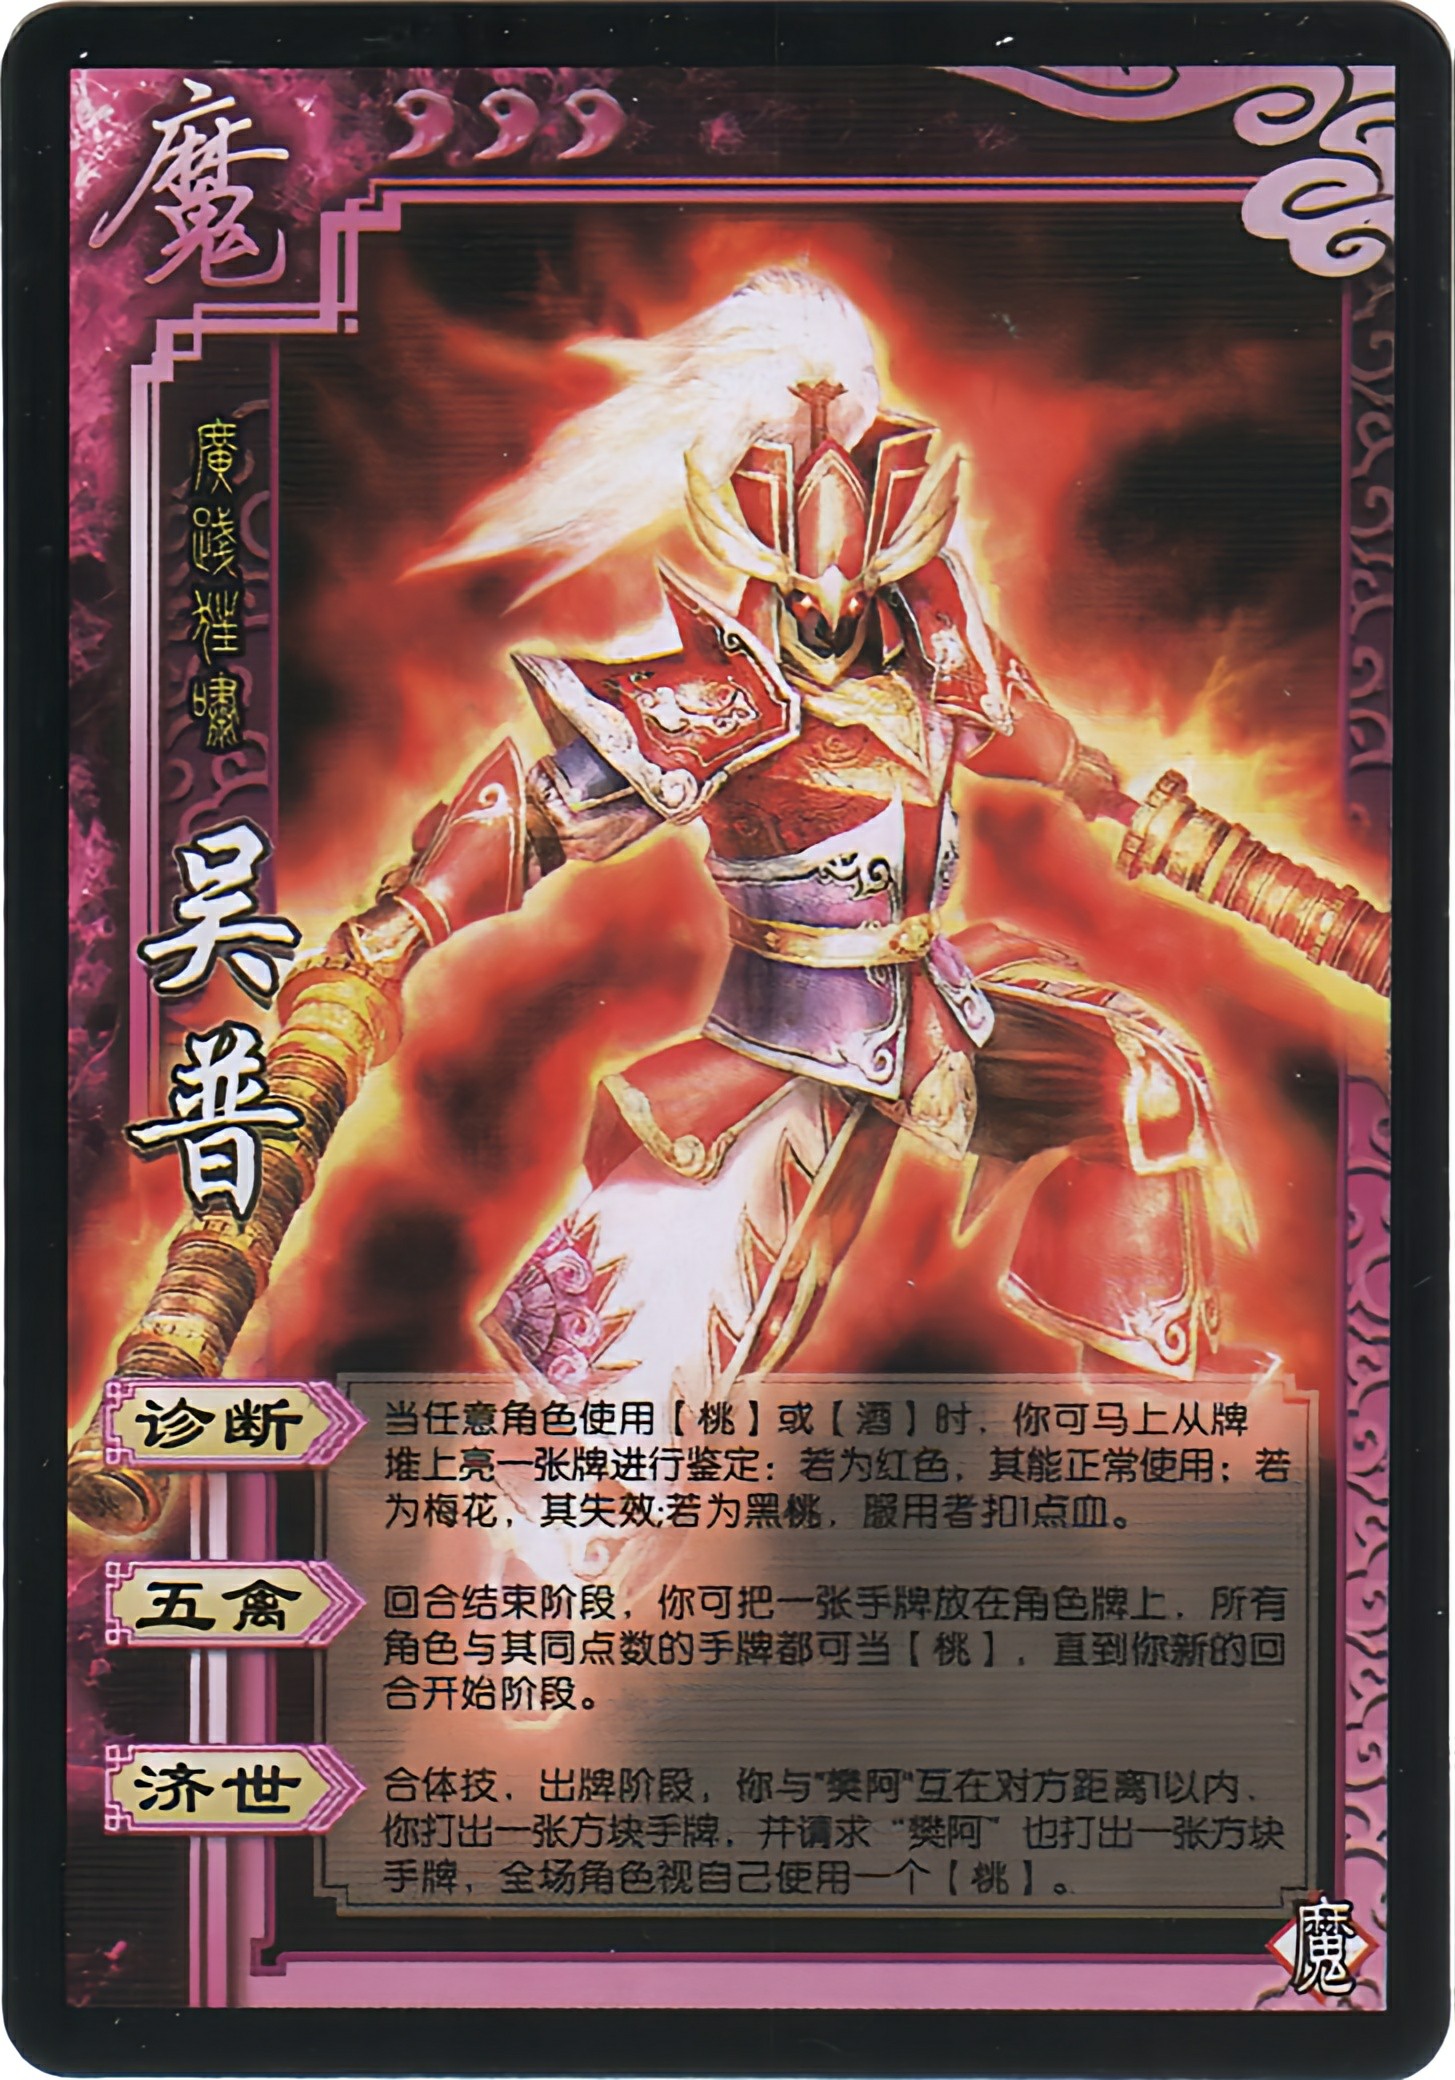 魔
廣踐狴嘯
吴普
诊断
当任意角色使用【桃】或【酒】时，你可马上从牌
堆上亮一张牌进行鉴定：若为红色，其能正常使用；若
为梅花，其失效;若为黑桃，服用者扣1点血。
五禽
回合结束阶段，你可把一张手牌放在角色牌上，所有
角色与其同点数的手牌都可当【桃】，直到你新的回
合开始阶段。
济世
合体技，出牌阶段，你与"樊阿"互在对方距离1以内，
你打出一张方块手牌，并请求“樊阿”也打出一张方块
手牌，全场角色视自己使用一个【桃】。
魔